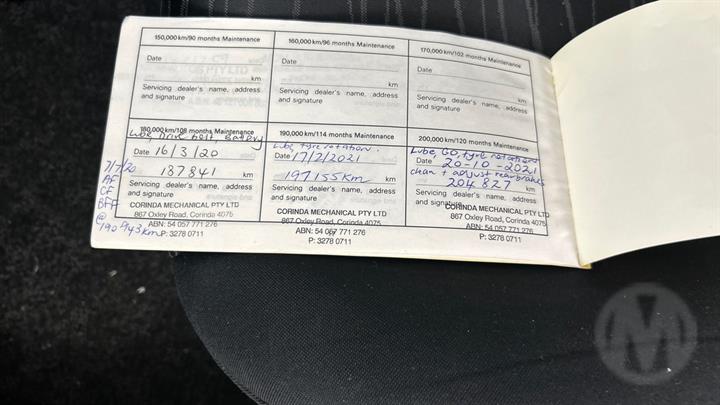 150,000 km/90 months Maintenance
Date
km
Servicing dealer's name, address
and signature
160,000 km/96 months Maintenance
Date
km
Servicing dealer's name, address
and signature
170,000 km/102 months Maintenance
Date
km
Servicing dealer's name, address
and signature
180,000 km/108 months Maintenance
Lube, Drive belt, Battery
Date 16/3/20
187841 km
Servicing dealer's name, address
and signature
CORINDA MECHANICAL PTY LTD
867 Oxley Road, Corinda 4075
ABN: 54 057 771 276
P: 3278 0711
7/7/20
AF
CF
BFF
@
190943km
190,000 km/114 months Maintenance
Lube, tyre rotation.
Date 17/2/2021
197155km km
Servicing dealer's name, address
and signature
CORINDA MECHANICAL PTY LTD
867 Oxley Road, Corinda 4075
ABN: 54 057 771 276
P: 3278 0711
200,000 km/120 months Maintenance
Lube GO, tyre rotations
Date 20-10-2021
clean + adjust rear brakes
204827 km
Servicing dealer's name, address
and signature
CORINDA MECHANICAL PTY LTD
867 Oxley Road, Corinda 4075
ABN: 54 057 771 276
P: 3278 0711
M